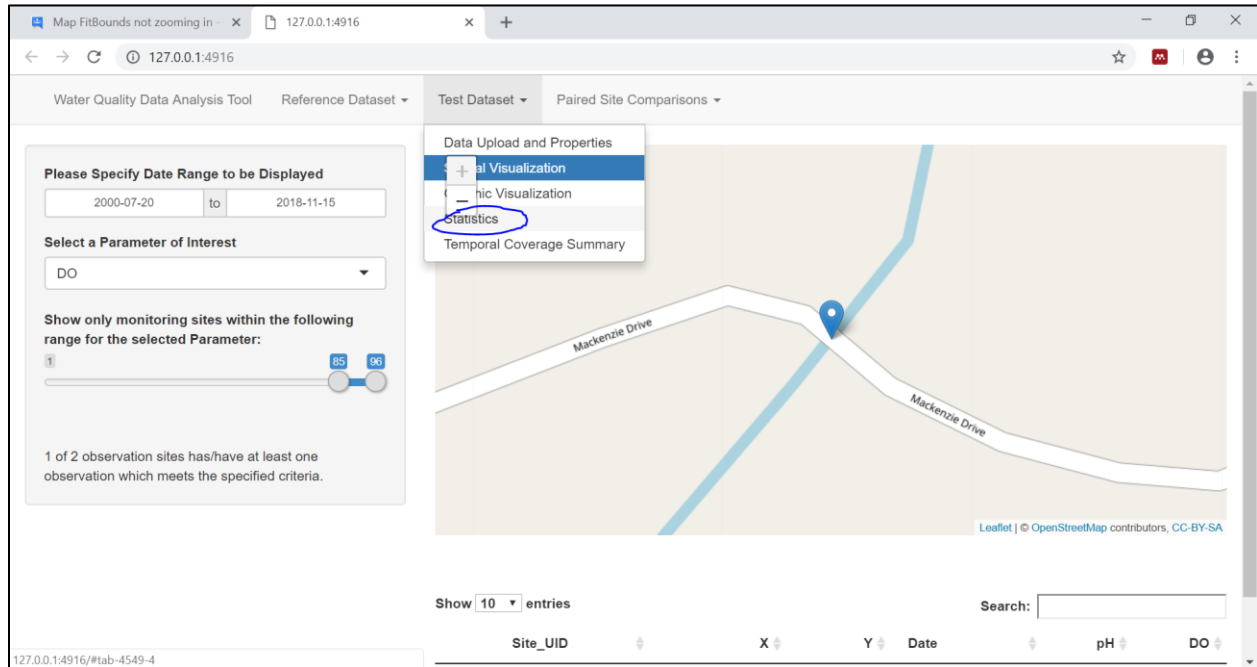 Map FitBounds not zooming in -
127.0.0.1:4916
127.0.0.1:4916
Water Quality Data Analysis Tool
Reference Dataset
Test Dataset
Paired Site Comparisons
Data Upload and Properties
al Visualization
hic Visualization
Statistics
Temporal Coverage Summary
Please Specify Date Range to be Displayed
2000-07-20 to 2018-11-15
Select a Parameter of Interest
DO
Show only monitoring sites within the following
range for the selected Parameter:
1 85 96
1 of 2 observation sites has/have at least one
observation which meets the specified criteria.
+
−
Mackenzie Drive
Mackenzie Drive
Leaflet | © OpenStreetMap contributors, CC-BY-SA
Show 10 entries
Search:
Site_UID X Y Date pH DO
127.0.0.1:4916/#tab-4549-4